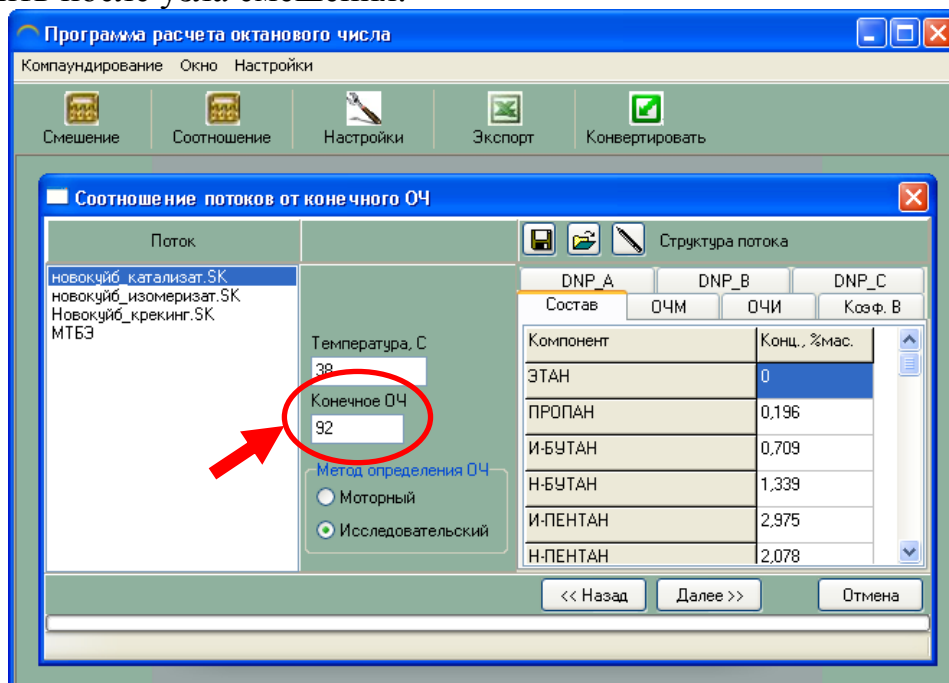 после узла смешения.
Программа расчета октанового числа
Компаундирование Окно Настройки
Смешение Соотношение Настройки Экспорт Конвертировать
Соотношение потоков от конечного ОЧ
Поток
Структура потока
новокуйб_катализат.SK
новокуйб_изомеризат.SK
Новокуйб_крекинг.SK
МТБЭ
Температура, С
38
Конечное ОЧ
92
Метод определения ОЧ
Моторный
Исследовательский
DNP_A DNP_B DNP_C
Состав ОЧМ ОЧИ Коэф. В
Компонент Конц., %мас.
ЭТАН 0
ПРОПАН 0,196
И-БУТАН 0,709
Н-БУТАН 1,339
И-ПЕНТАН 2,975
Н-ПЕНТАН 2,078
<< Назад Далее >> Отмена